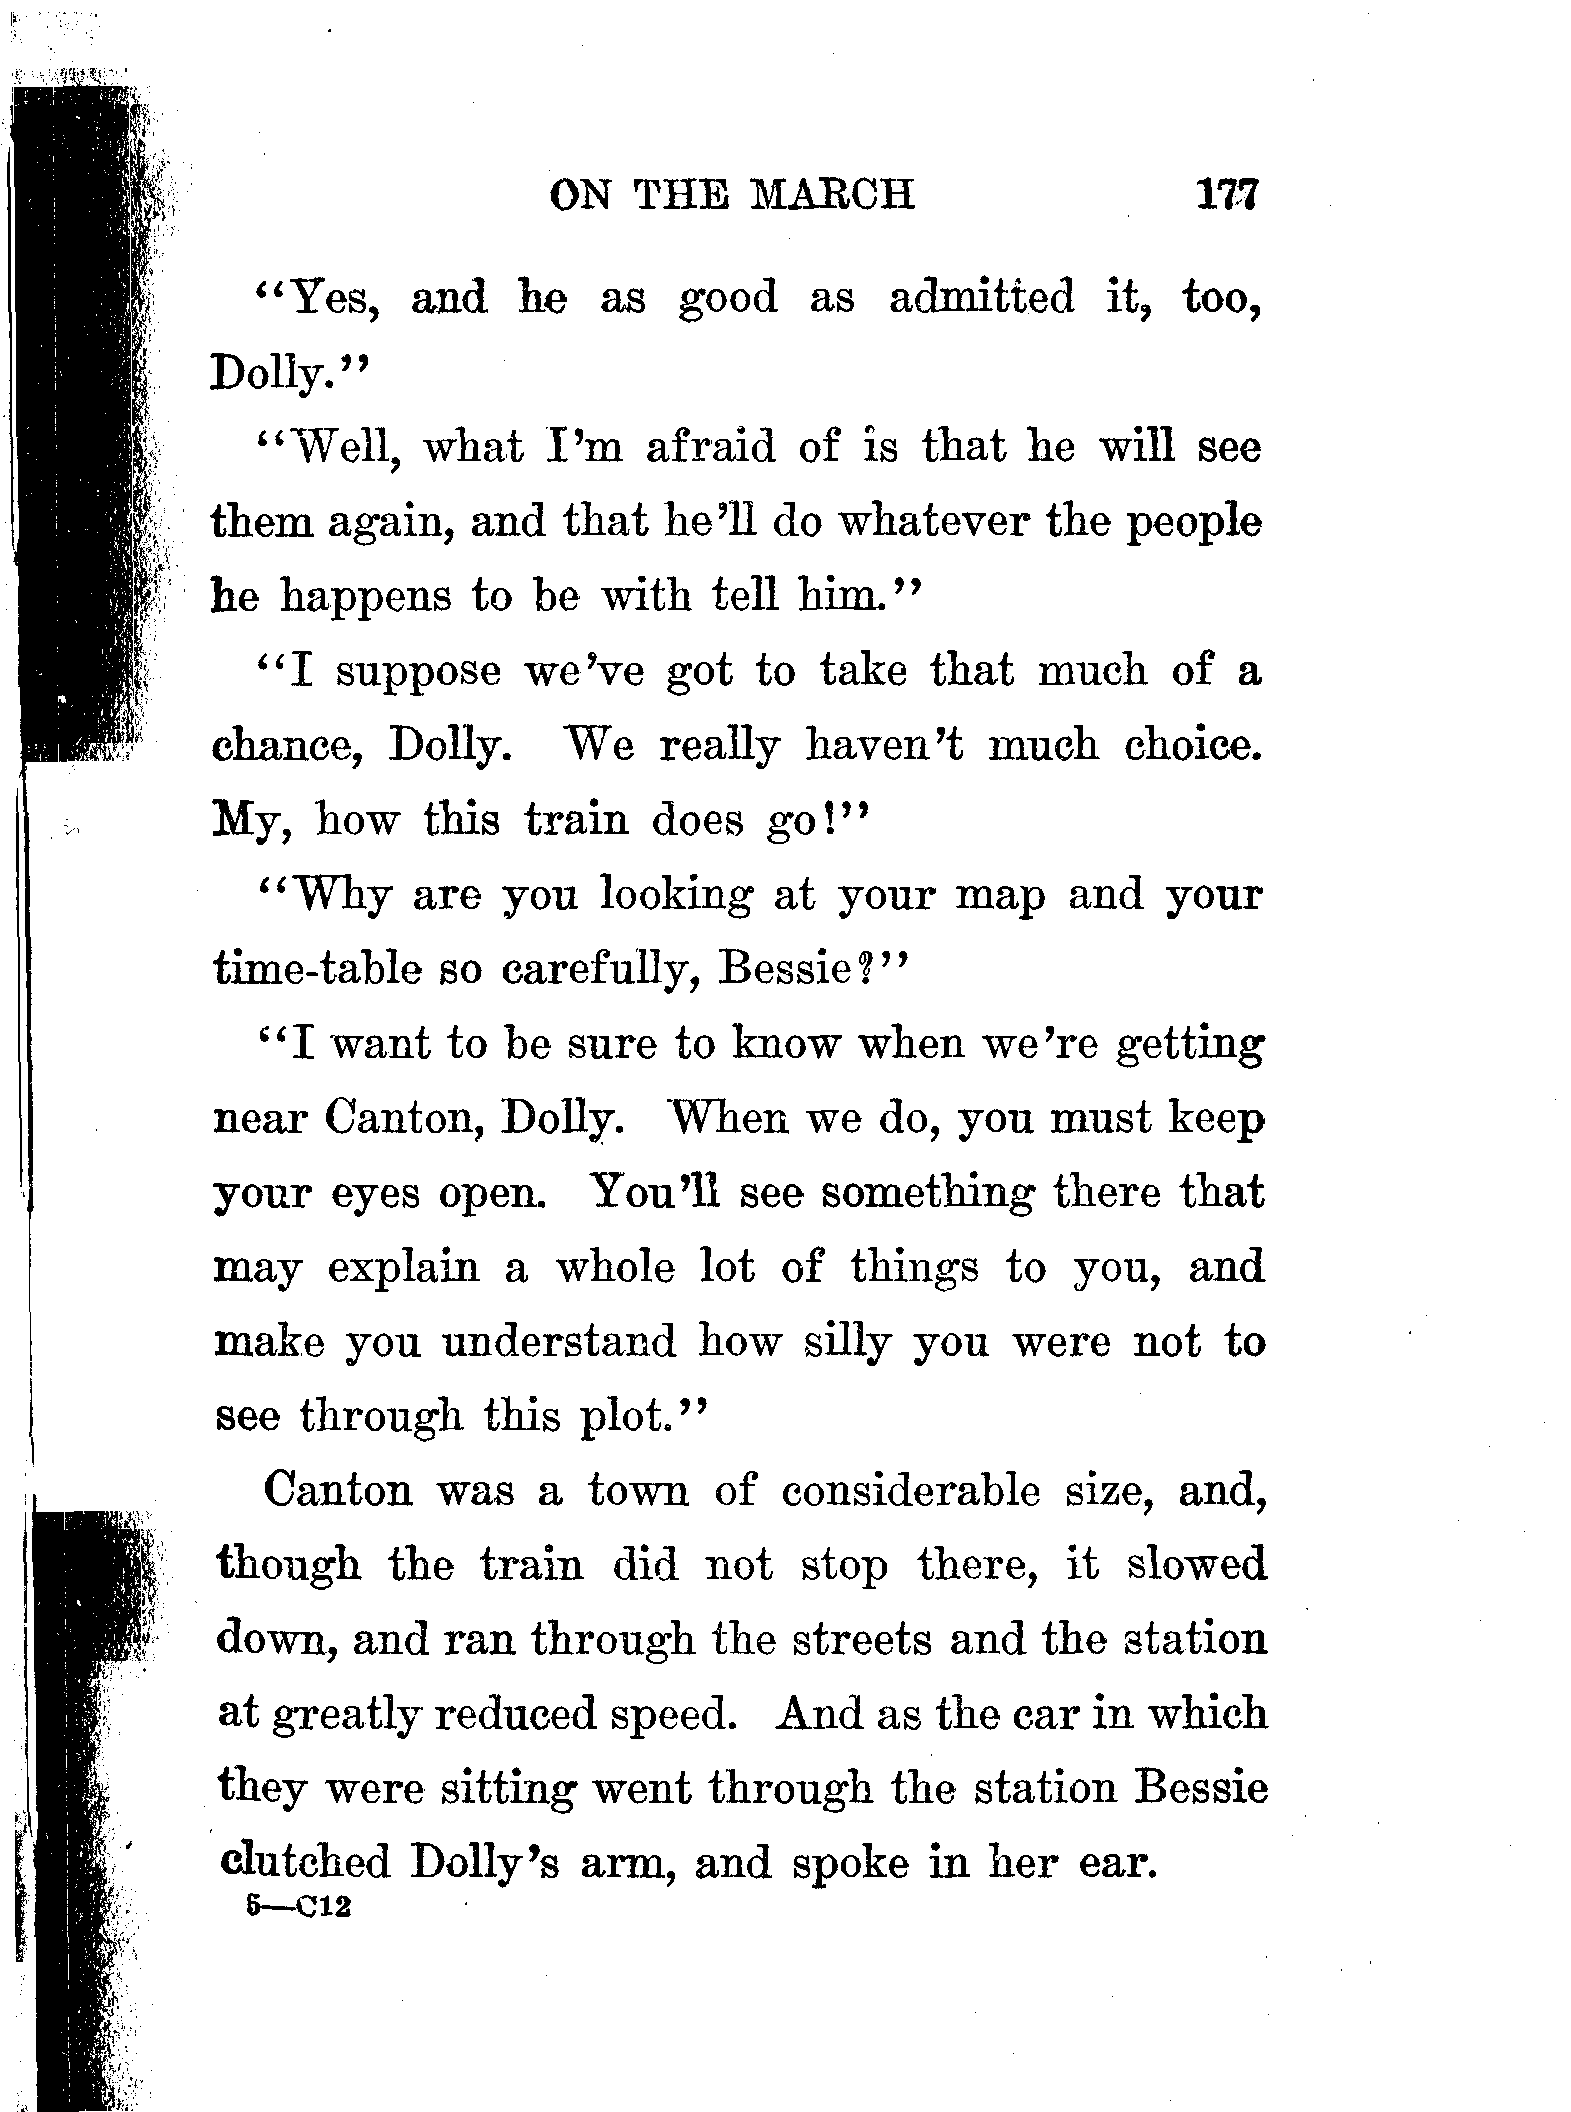 ON THE MARCH 177
"Yes, and he as good as admitted it, too,
Dolly."
"Well, what I'm afraid of is that he will see
them again, and that he'll do whatever the people
he happens to be with tell him."
"I suppose we've got to take that much of a
chance, Dolly. We really haven't much choice.
My, how this train does go!"
"Why are you looking at your map and your
time-table so carefully, Bessie?"
"I want to be sure to know when we're getting
near Canton, Dolly. When we do, you must keep
your eyes open. You'll see something there that
may explain a whole lot of things to you, and
make you understand how silly you were not to
see through this plot."
Canton was a town of considerable size, and,
though the train did not stop there, it slowed
down, and ran through the streets and the station
at greatly reduced speed. And as the car in which
they were sitting went through the station Bessie
clutched Dolly's arm, and spoke in her ear.
5—C12